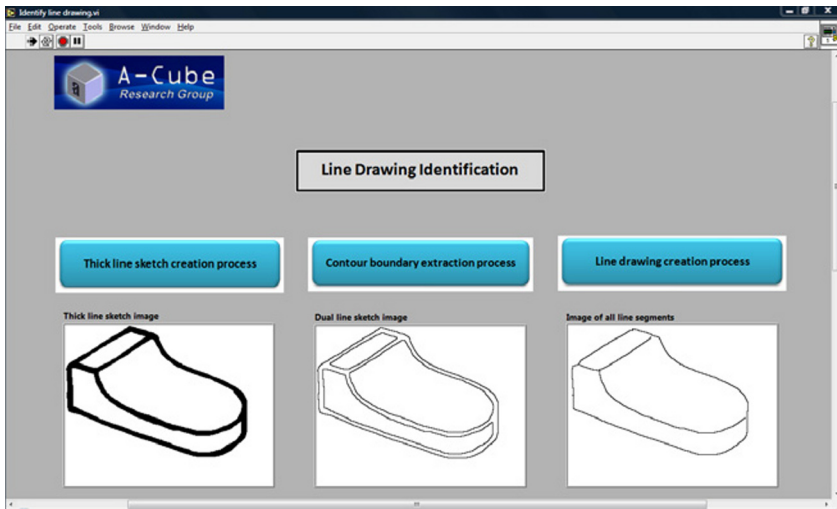 Identify line drawing.vi
File Edit Operate Tools Browse Window Help
a
A-Cube
Research Group
Line Drawing Identification
Thick line sketch creation process
Contour boundary extraction process
Line drawing creation process
Thick line sketch image
Dual line sketch image
Image of all line segments